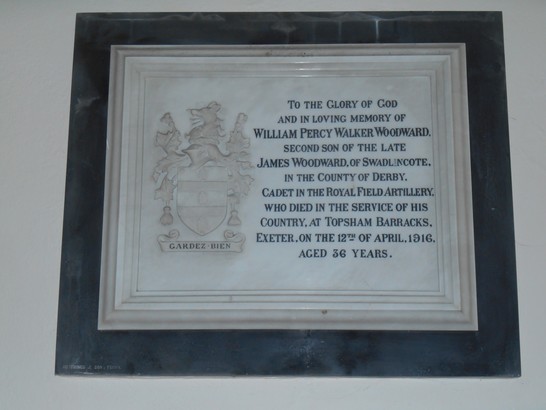 TO THE GLORY OF GOD
AND IN LOVING MEMORY OF
WILLIAM PERCY WALKER WOODWARD,
SECOND SON OF THE LATE
JAMES WOODWARD, OF SWADLINCOTE,
IN THE COUNTY OF DERBY.
CADET IN THE ROYAL FIELD ARTILLERY,
WHO DIED IN THE SERVICE OF HIS
COUNTRY, AT TOPSHAM BARRACKS,
EXETER, ON THE 12TH OF APRIL, 1916,
AGED 36 YEARS.
GARDEZ BIEN